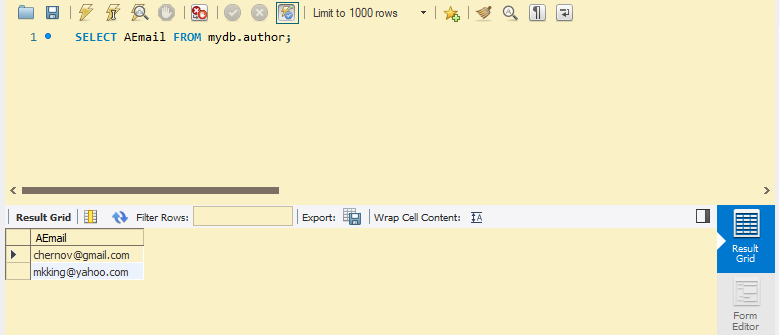 Limit to 1000 rows
1 SELECT AEmail FROM mydb.author;
Result Grid Filter Rows: Export: Wrap Cell Content:
AEmail
chernov@gmail.com
mkking@yahoo.com
Result
Grid
Form
Editor